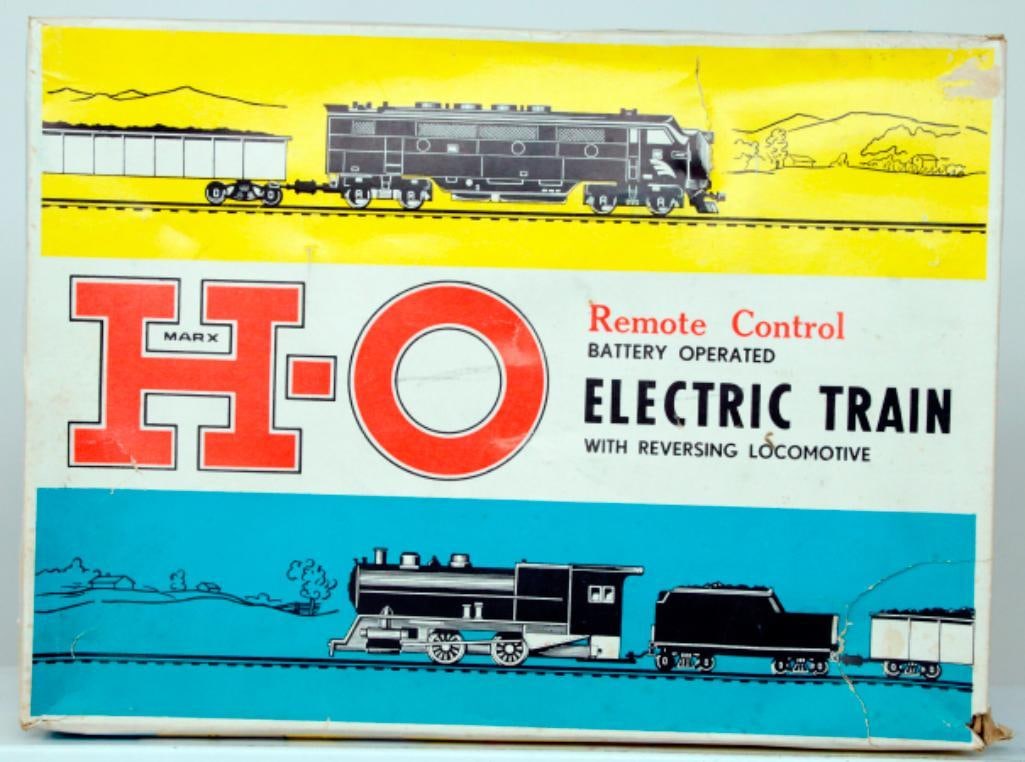 MARX
H-O
Remote Control
BATTERY OPERATED
ELECTRIC TRAIN
WITH REVERSING LOCOMOTIVE